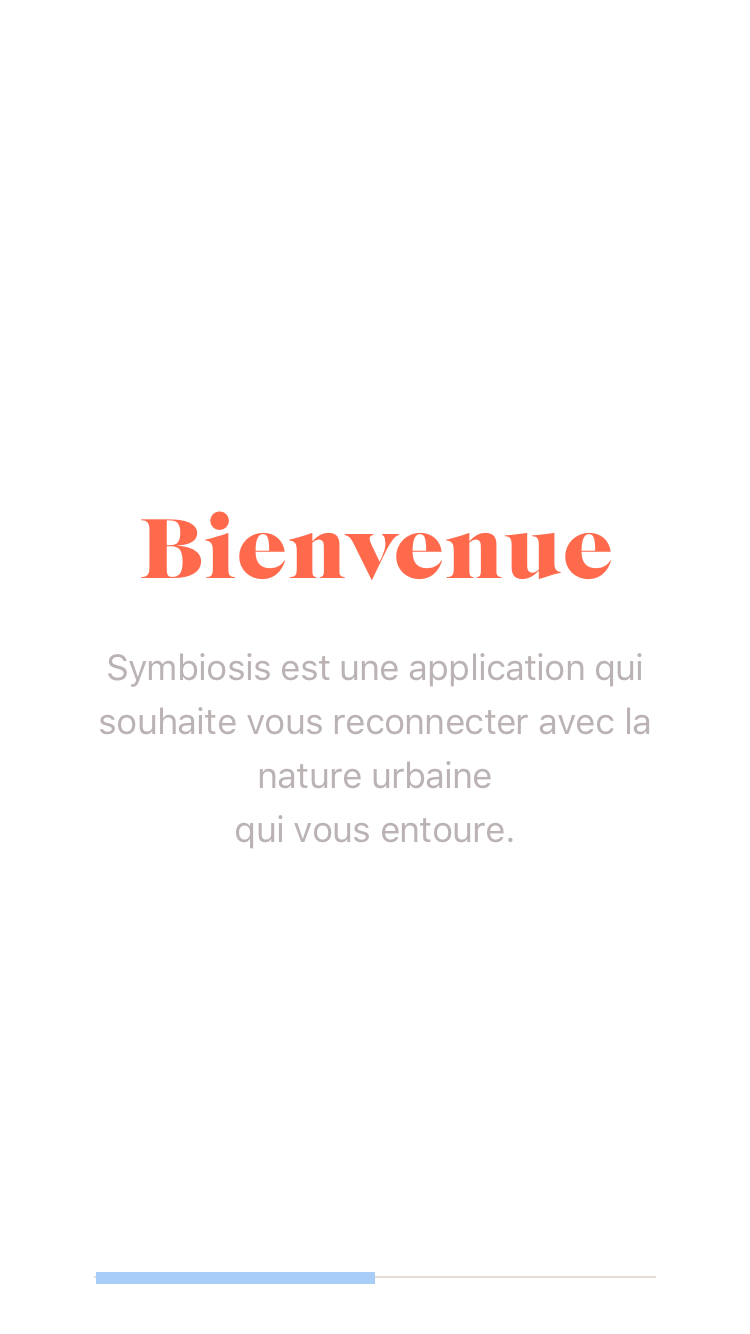 Bienvenue
Symbiosis est une application qui
souhaite vous reconnecter avec la
nature urbaine
qui vous entoure.